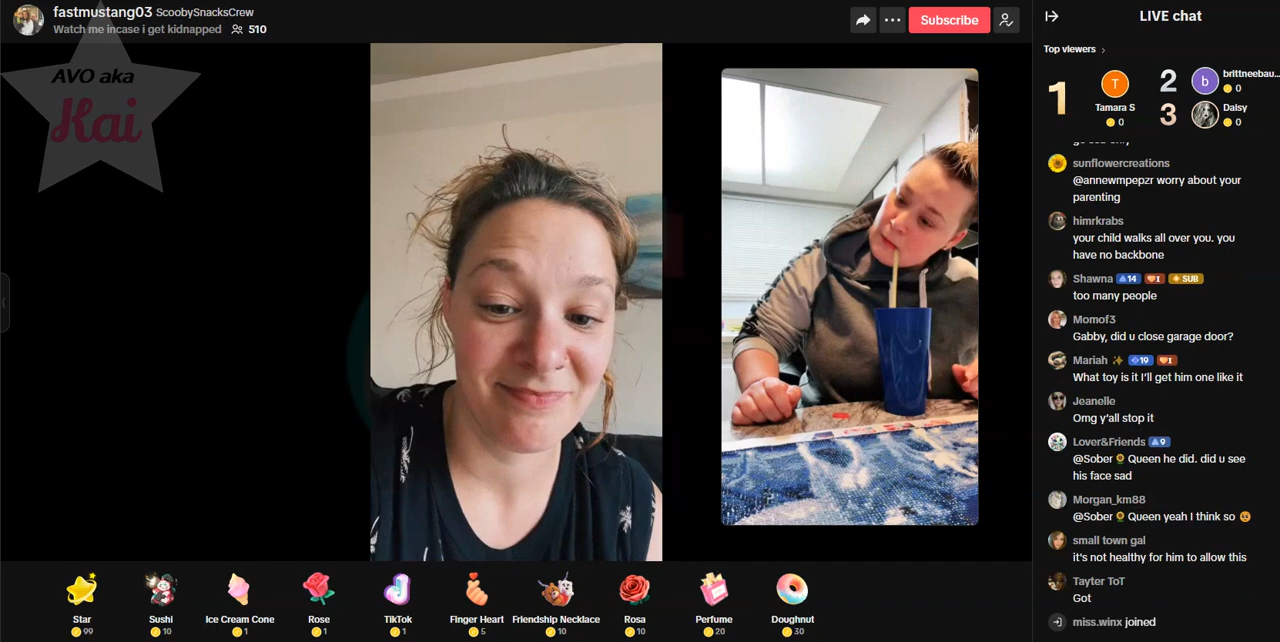 fastmustang03 ScoobySnacksCrew
Watch me incase i get kidnapped 510
Subscribe
AVO aka
Kai
LIVE chat
Top viewers >
1
T
Tamara S
0
2
b
brittneebau...
0
3
Daisy
0
sunflowercreations
@annewmpepzr worry about your
parenting
himrkrabs
your child walks all over you. you
have no backbone
Shawna 14 I SUB
too many people
Momof3
Gabby, did u close garage door?
Mariah ✨ 19 I
What toy is it I'll get him one like it
Jeanelle
Omg y'all stop it
Lover&Friends 9
@Sober 🌻 Queen he did. did u see
his face sad
Morgan_km88
@Sober 🌻 Queen yeah I think so 😢
small town gal
it's not healthy for him to allow this
Tayter ToT
Got
miss.winx joined
Star
99
Sushi
10
Ice Cream Cone
1
Rose
1
TikTok
1
Finger Heart
5
Friendship Necklace
10
Rosa
10
Perfume
20
Doughnut
30